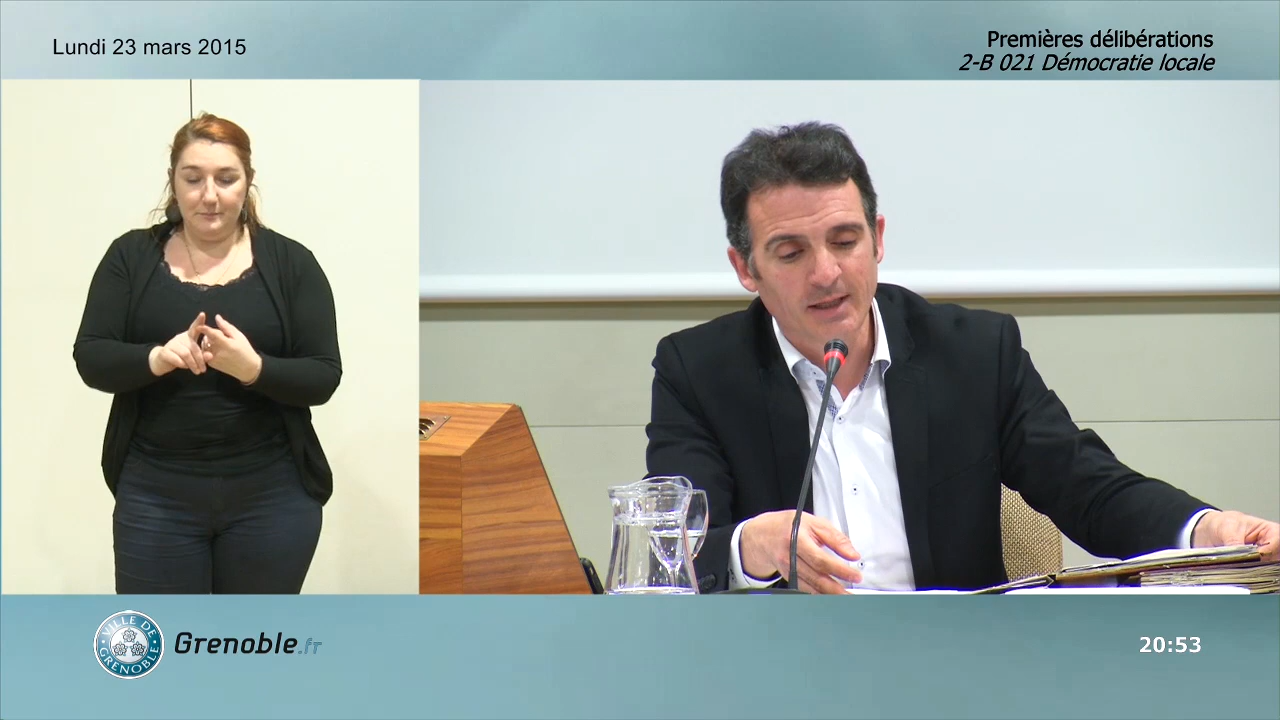 Lundi 23 mars 2015
Premières délibérations
2-B 021 Démocratie locale
VILLE DE
GRENOBLE
Grenoble.fr
20:53